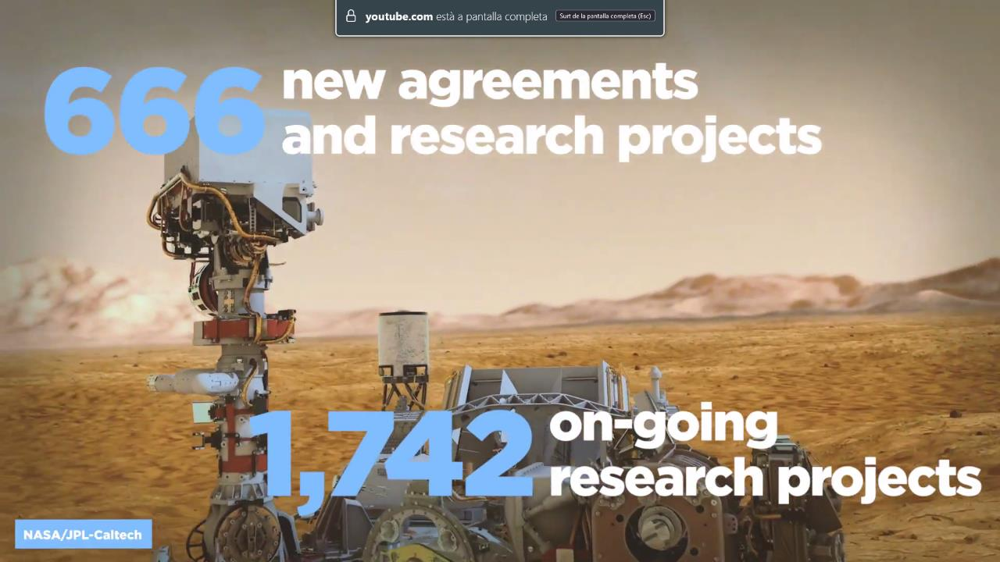 youtube.com està a pantalla completa Surt de la pantalla completa (Esc)
666 new agreements
and research projects
1,742 on-going
research projects
NASA/JPL-Caltech